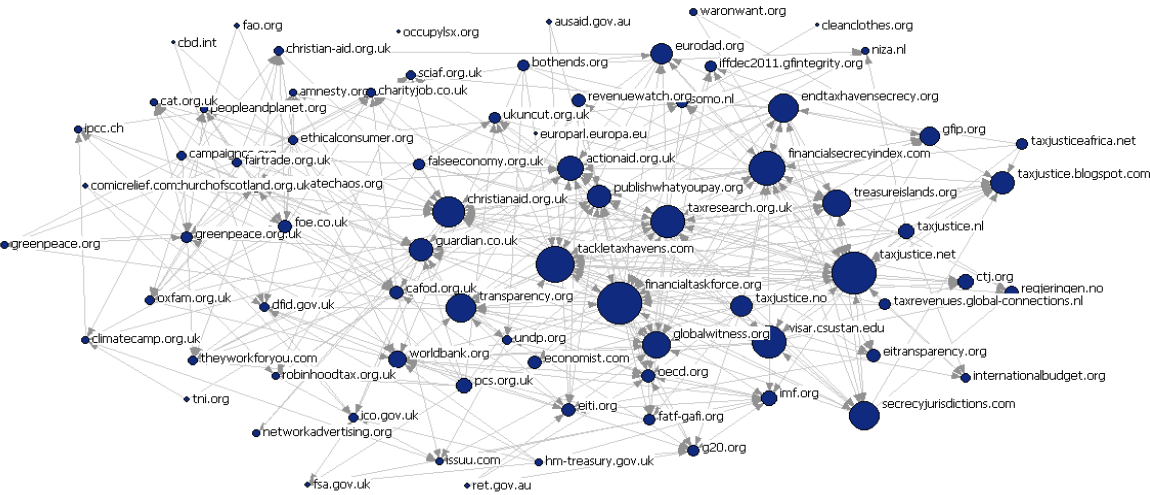 waronwant.org
ausaid.gov.au
fao.org
cleanclothes.org
occupylsx.org
cbd.int
christian-aid.org.uk
eurodad.org
niza.nl
bothends.org
iffdec2011.gfintegrity.org
sciaf.org.uk
amnesty.org
charityjob.co.uk
revenuewatch.org
somo.nl
endtaxhavensecrecy.org
cat.org.uk
peopleandplanet.org
ukuncut.org.uk
jpcc.ch
europarl.europa.eu
gfip.org
ethicalconsumer.org
taxjusticeafrica.net
financialsecrecyindex.com
fairtrade.org.uk
falseeconomy.org.uk
actionaid.org.uk
taxjustice.blogspot.com
comicrelief.com
churchofscotland.org.uk
atechaos.org
publishwhatyoupay.org
treasureislands.org
christianaid.org.uk
taxresearch.org.uk
foe.co.uk
taxjustice.nl
greenpeace.org.uk
greenpeace.org
guardian.co.uk
tackletaxhavens.com
taxjustice.net
ctj.org
regjeringen.no
cafod.org.uk
transparency.org
financialtaskforce.org
oxfam.org.uk
dfid.gov.uk
taxjustice.no
taxrevenues.global-connections.nl
climatecamp.org.uk
undp.org
globalwitness.org
visar.csustan.edu
theyworkforyou.com
worldbank.org
economist.com
eitransparency.org
robinhoodtax.org.uk
pcs.org.uk
oecd.org
internationalbudget.org
tni.org
imf.org
ico.gov.uk
eiti.org
fatf-gafi.org
secrecyjurisdictions.com
networkadvertising.org
g20.org
issuu.com
hm-treasury.gov.uk
fsa.gov.uk
ret.gov.au